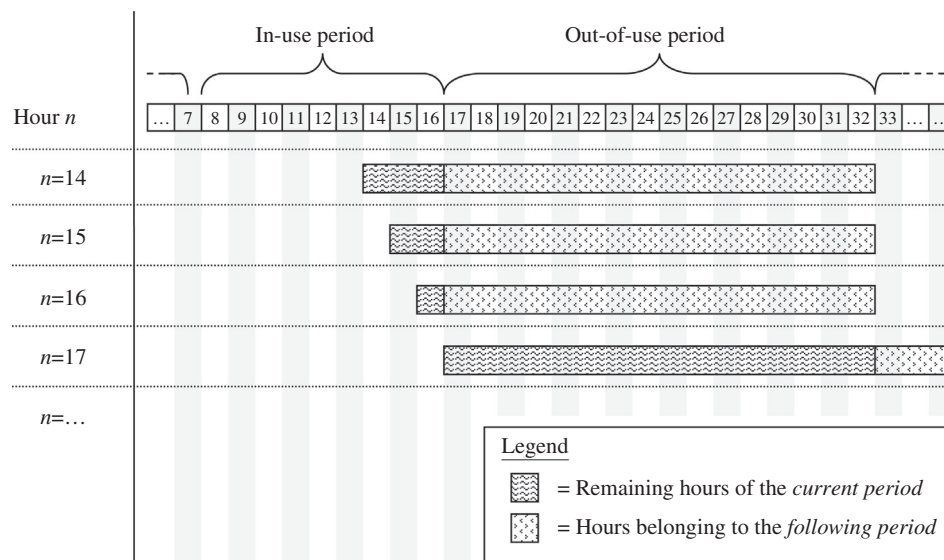 In-use period Out-of-use period
Hour n … 7 8 9 10 11 12 13 14 15 16 17 18 19 20 21 22 23 24 25 26 27 28 29 30 31 32 33 … …
n=14
n=15
n=16
n=17
n=…
Legend
= Remaining hours of the current period
= Hours belonging to the following period